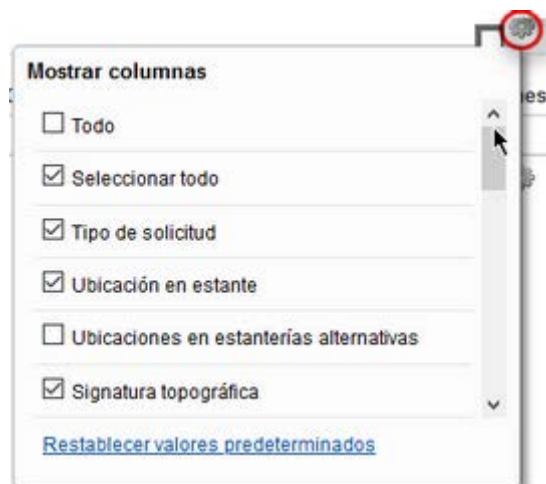 Mostrar columnas
nes
Todo
Seleccionar todo
Tipo de solicitud
Ubicación en estante
Ubicaciones en estanterías alternativas
Signatura topográfica
Restablecer valores predeterminados